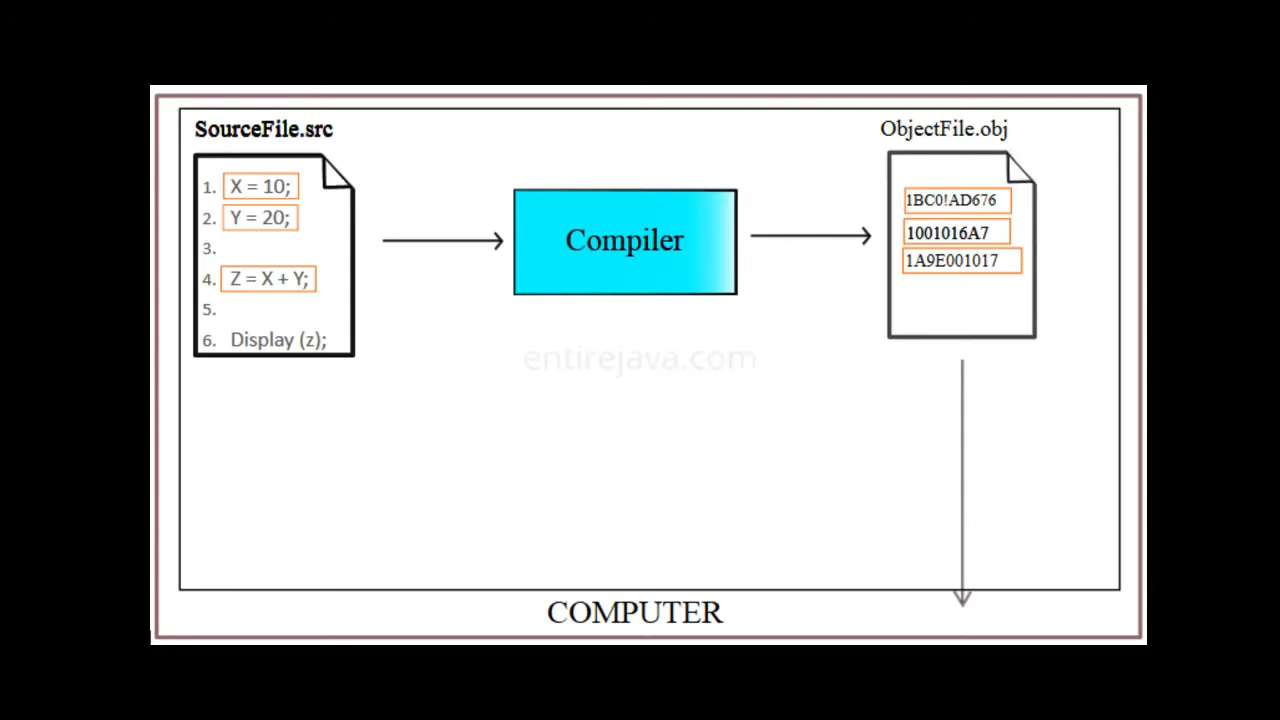 SourceFile.src
1. X = 10;
2. Y = 20;
3.
4. Z = X + Y;
5.
6. Display (z);
Compiler
ObjectFile.obj
1BC0!AD676
1001016A7
1A9E001017
entirejava.com
COMPUTER